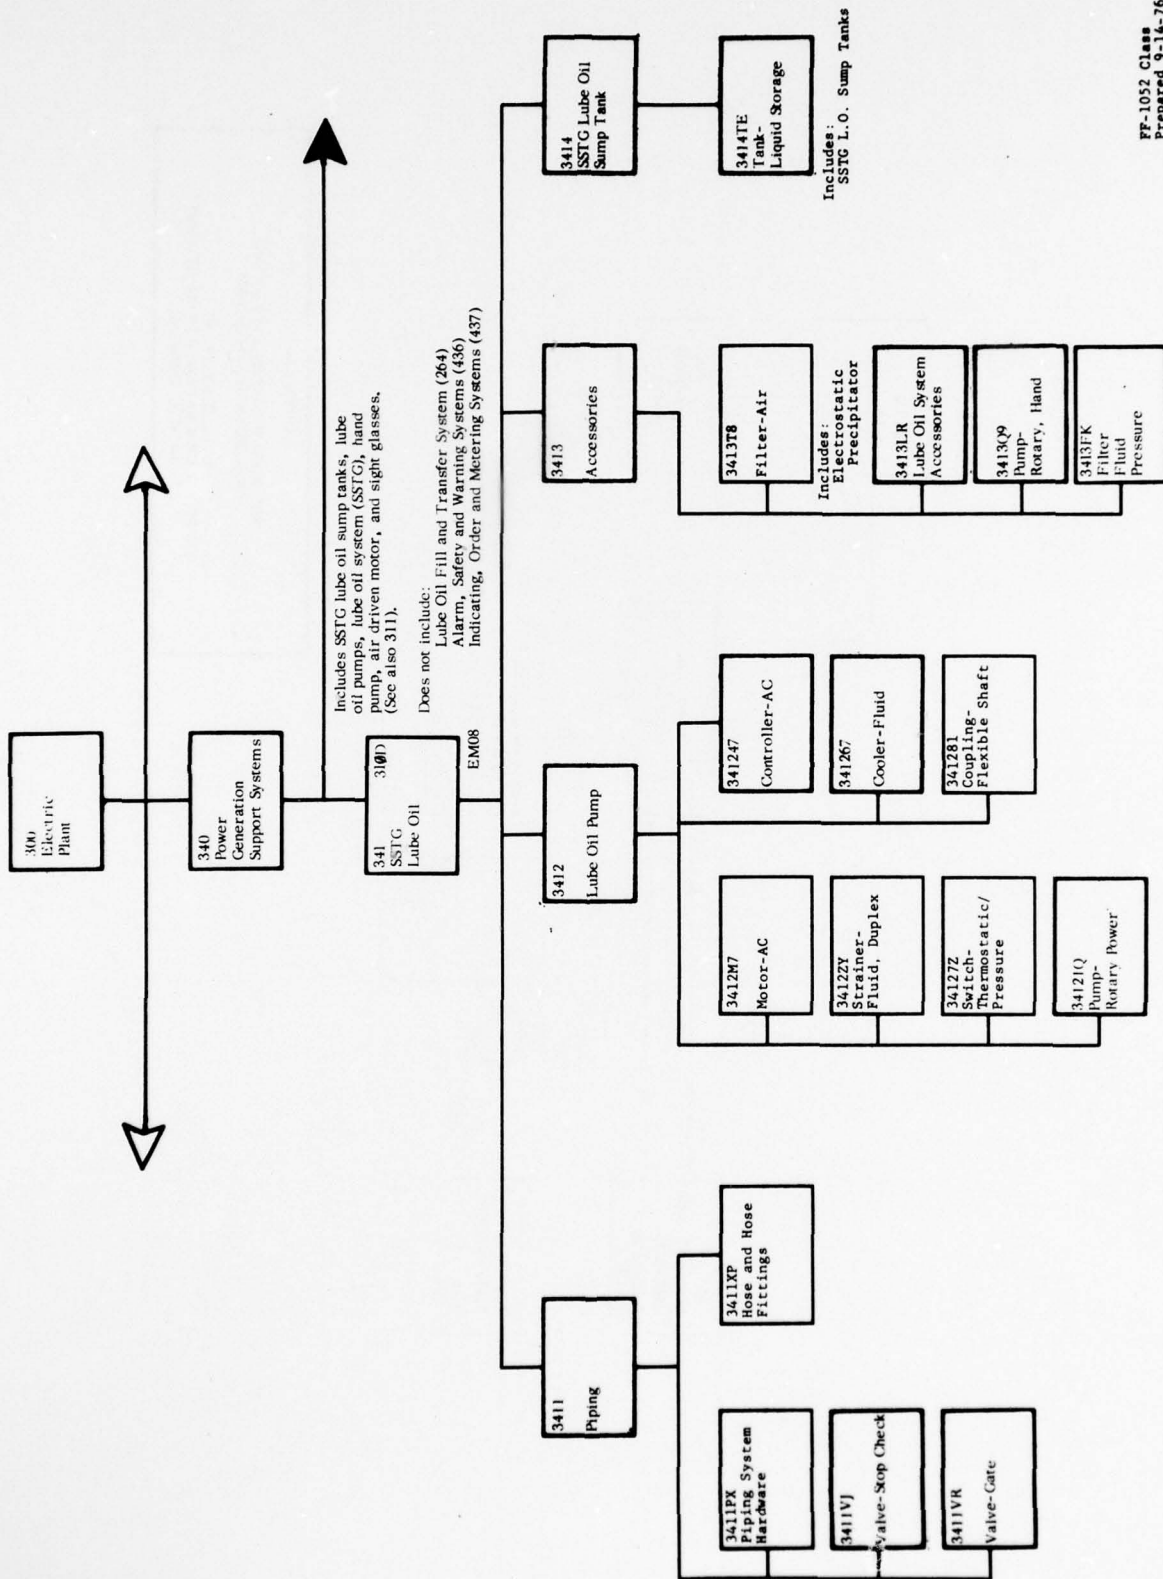 300
Electric
Plant
340
Power
Generation
Support Systems
Includes SSTG lube oil sump tanks, lube
oil pumps, lube oil system (SSTG), hand
pump, air driven motor, and sight glasses.
(See also 311).
Does not include:
Lube Oil Fill and Transfer System (264)
Alarm, Safety and Warning Systems (436)
Indicating, Order and Metering Systems (437)
341
SSTG
Lube Oil
EM08
3411
Piping
3412
Lube Oil Pump
3413
Accessories
3414
SSTG Lube Oil
Sump Tank
3411PX
Piping System
Hardware
3411VJ
Valve-Stop Check
3411VR
Valve-Gate
3411XP
Hose and Hose
Fittings
3412M7
Motor-AC
3412ZY
Strainer-
Fluid, Duplex
34127Z
Switch-
Thermostatic/
Pressure
34121Q
Pump-
Rotary Power
341247
Controller-AC
341267
Cooler-Fluid
341281
Coupling-
Flexible Shaft
3413T8
Filter-Air
Includes:
Electrostatic
Precipitator
3413LR
Lube Oil System
Accessories
3413Q9
Pump-
Rotary, Hand
3413FK
Filter
Fluid
Pressure
3414TE
Tank-
Liquid Storage
Includes:
SSTG L.O. Sump Tanks
FF-1052 Class
Prepared 9-14-76